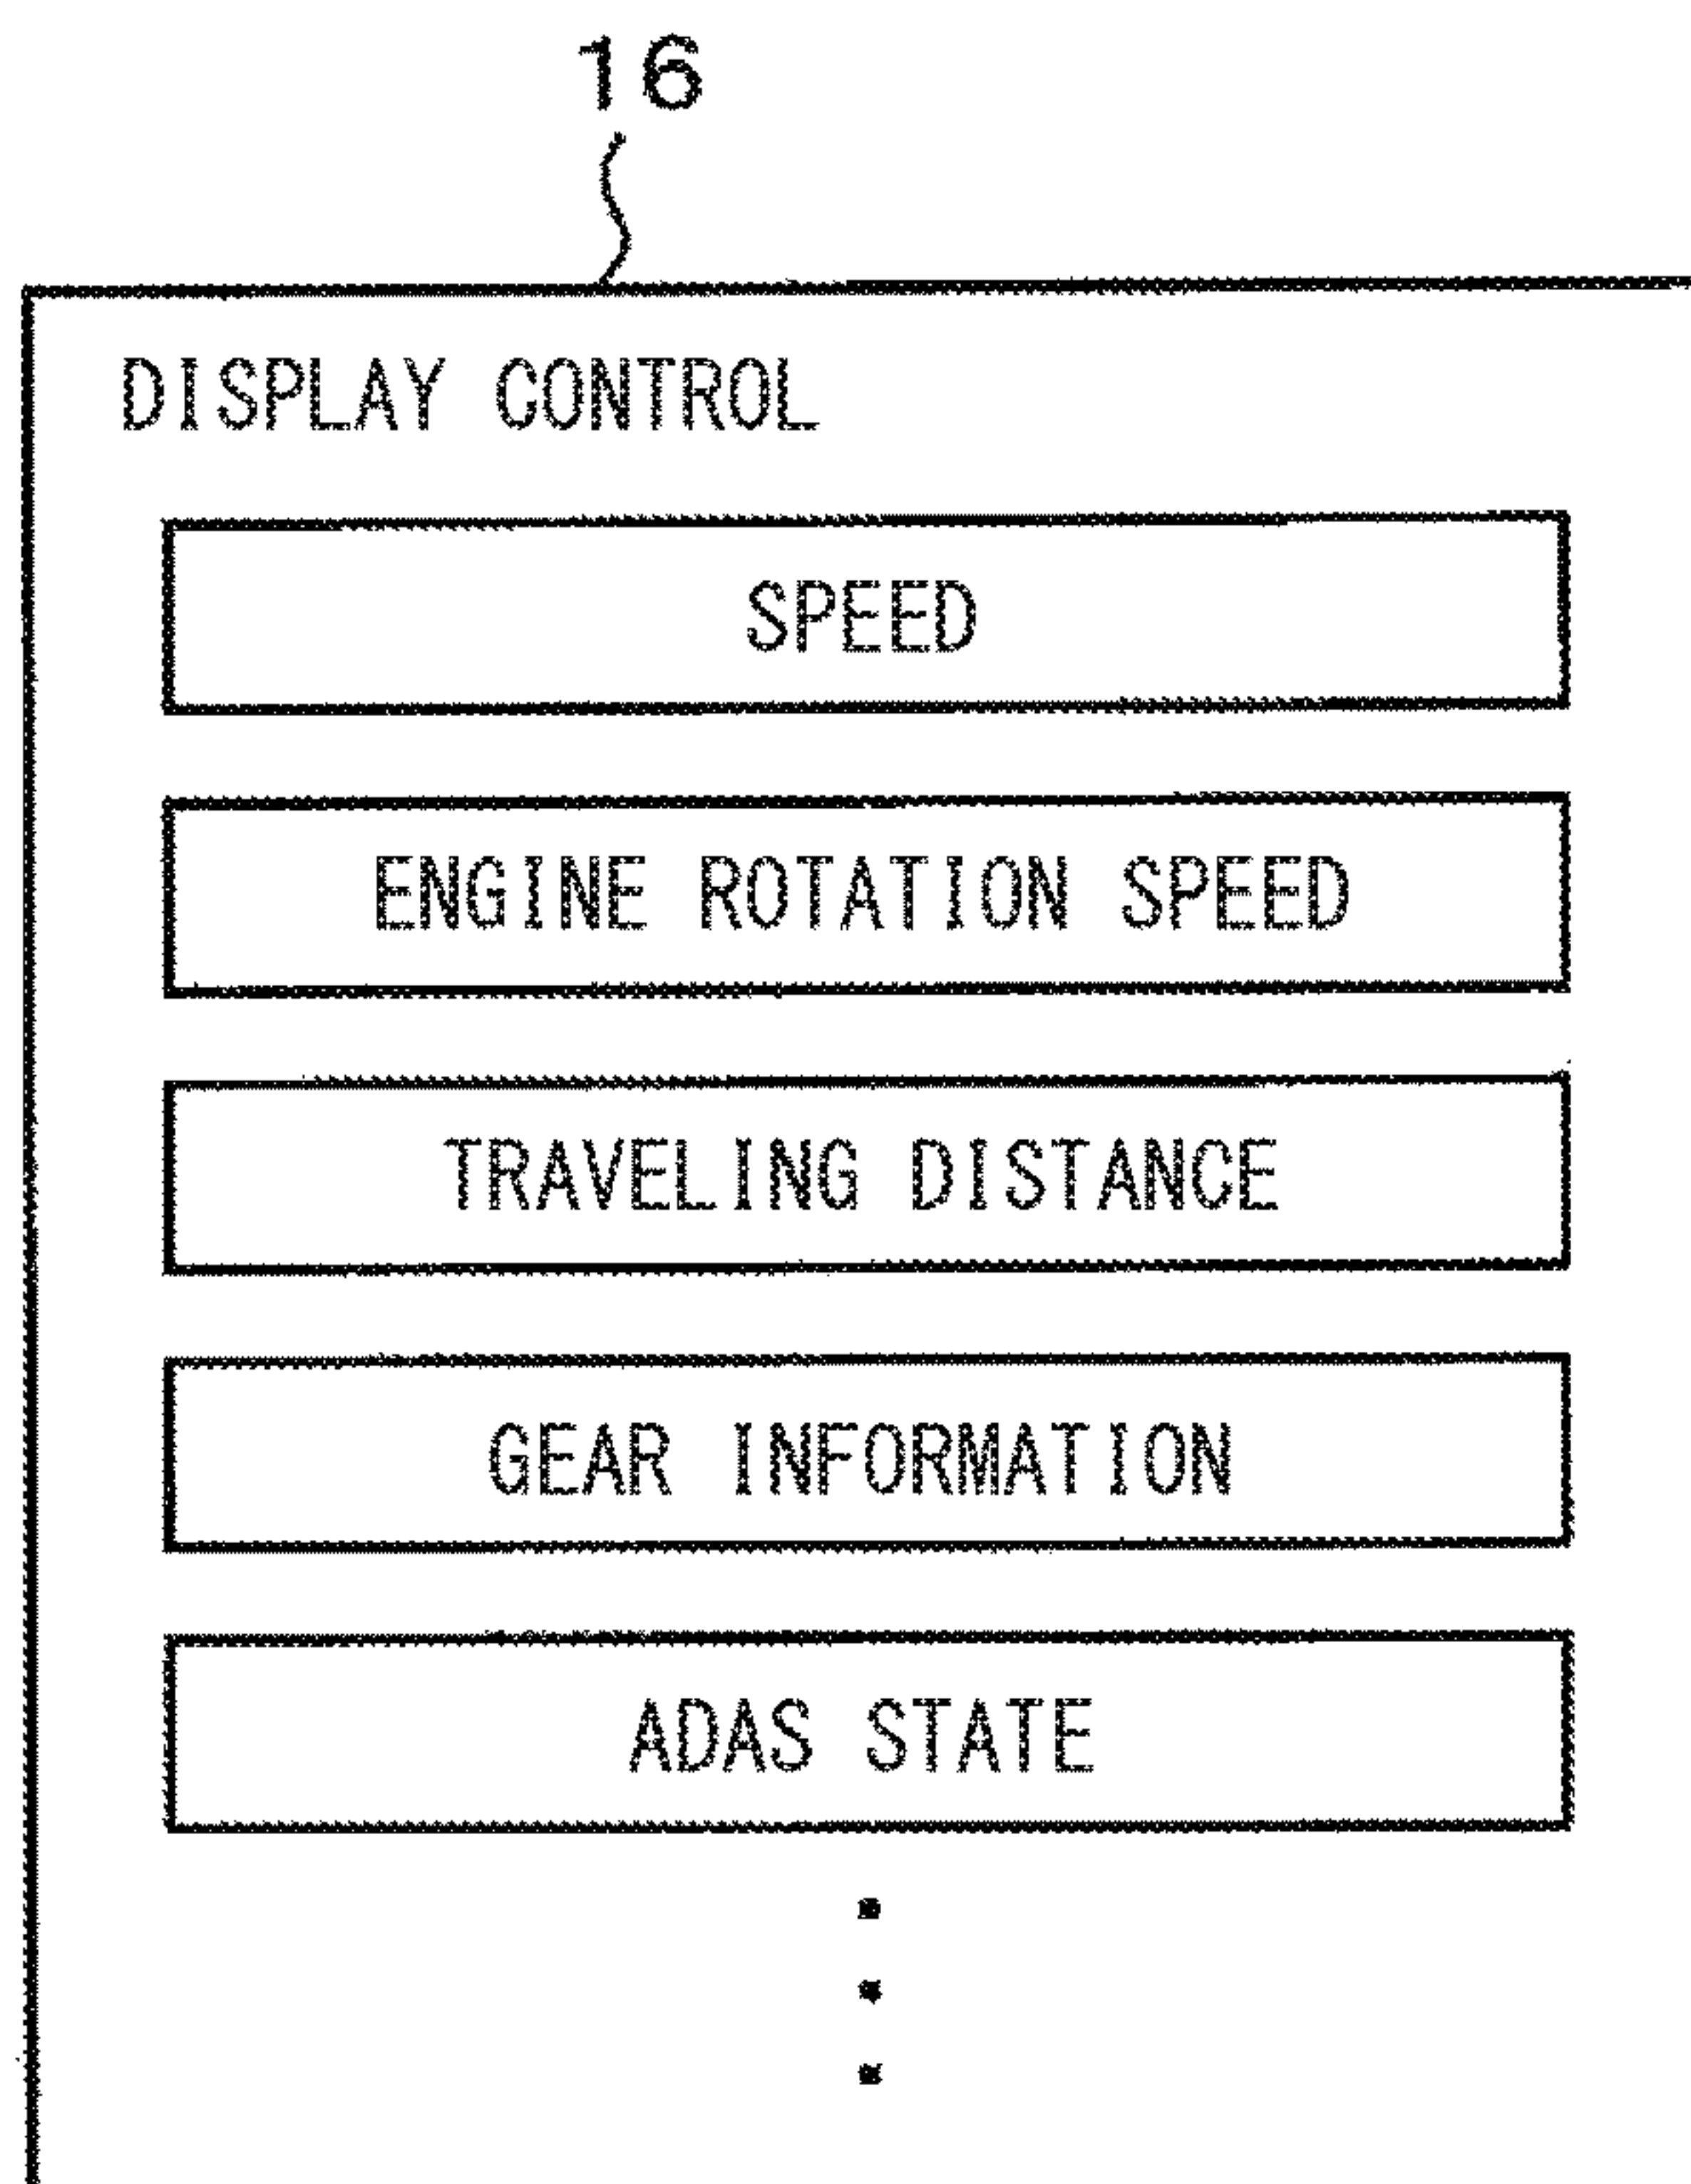 16
DISPLAY CONTROL
SPEED
ENGINE ROTATION SPEED
TRAVELING DISTANCE
GEAR INFORMATION
ADAS STATE